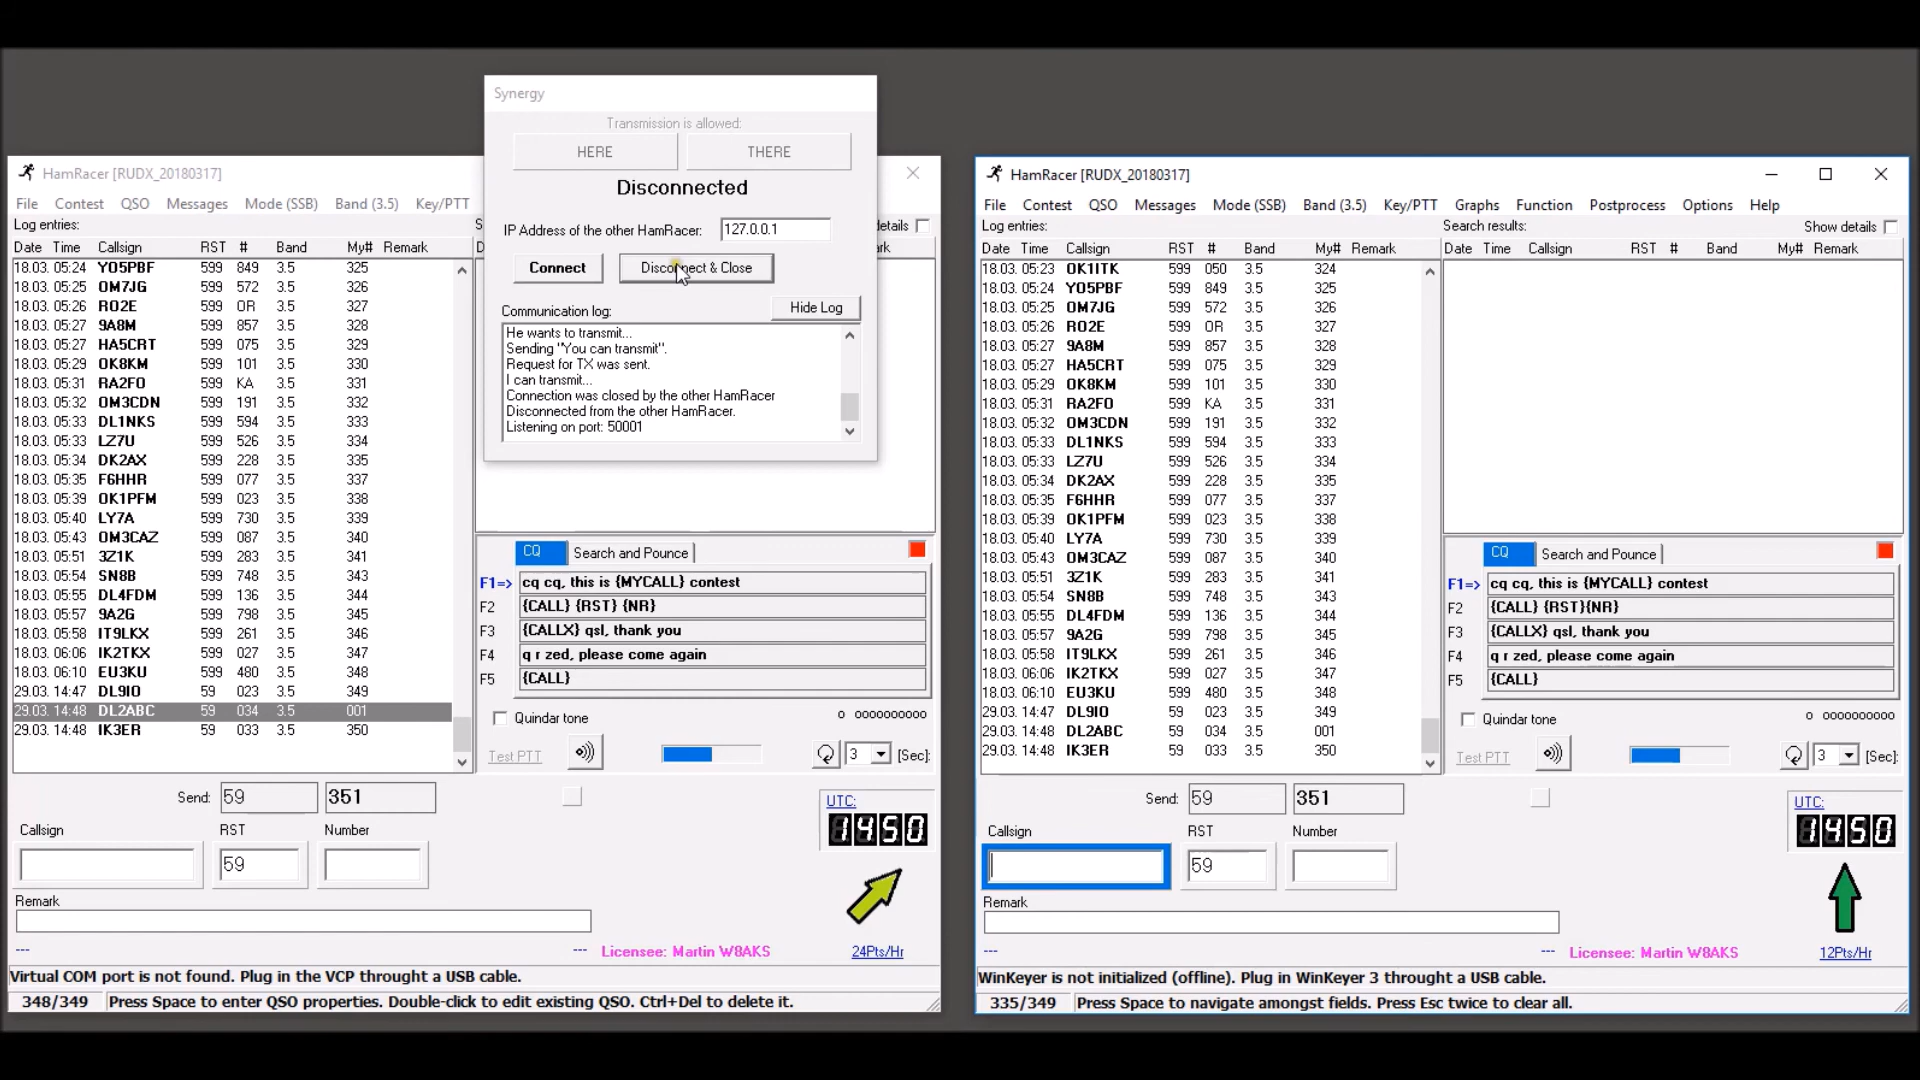 Synergy
Transmission is allowed:
HERE THERE
Disconnected
IP Address of the other HamRacer: 127.0.0.1
Connect Disconnect & Close
Communication log: Hide Log
He wants to transmit...
Sending "You can transmit".
Request for TX was sent.
I can transmit...
Connection was closed by the other HamRacer
Disconnected from the other HamRacer.
Listening on port: 50001
HamRacer [RUDX_20180317]
File Contest QSO Messages Mode (SSB) Band (3.5) Key/PTT
Log entries:
Date Time Callsign RST # Band My# Remark
18.03. 05:24 YO5PBF 599 849 3.5 325
18.03. 05:25 OM7JG 599 572 3.5 326
18.03. 05:26 RO2E 599 OR 3.5 327
18.03. 05:27 9A8M 599 857 3.5 328
18.03. 05:27 HA5CRT 599 075 3.5 329
18.03. 05:29 OK8KM 599 101 3.5 330
18.03. 05:31 RA2FO 599 KA 3.5 331
18.03. 05:32 OM3CDN 599 191 3.5 332
18.03. 05:33 DL1NKS 599 594 3.5 333
18.03. 05:33 LZ7U 599 526 3.5 334
18.03. 05:34 DK2AX 599 228 3.5 335
18.03. 05:35 F6HHR 599 077 3.5 337
18.03. 05:39 OK1PFM 599 023 3.5 338
18.03. 05:40 LY7A 599 730 3.5 339
18.03. 05:43 OM3CAZ 599 087 3.5 340
18.03. 05:51 3Z1K 599 283 3.5 341
18.03. 05:54 SN8B 599 748 3.5 343
18.03. 05:55 DL4FDM 599 136 3.5 344
18.03. 05:57 9A2G 599 798 3.5 345
18.03. 05:58 IT9LKX 599 261 3.5 346
18.03. 06:06 IK2TKX 599 027 3.5 347
18.03. 06:10 EU3KU 599 480 3.5 348
29.03. 14:47 DL9IO 59 023 3.5 349
29.03. 14:48 DL2ABC 59 034 3.5 001
29.03. 14:48 IK3ER 59 033 3.5 350
CQ Search and Pounce
F1=> cq cq, this is {MYCALL} contest
F2 {CALL} {RST} {NR}
F3 {CALLX} qsl, thank you
F4 q r zed, please come again
F5 {CALL}
Quindar tone 0 0000000000
Test PTT 3 [Sec]:
Send: 59 351
UTC:
1450
Callsign RST Number
59
Remark
--- --- Licensee: Martin W8AKS 24Pts/Hr
Virtual COM port is not found. Plug in the VCP throught a USB cable.
348/349 Press Space to enter QSO properties. Double-click to edit existing QSO. Ctrl+Del to delete it.
HamRacer [RUDX_20180317]
File Contest QSO Messages Mode (SSB) Band (3.5) Key/PTT Graphs Function Postprocess Options Help
Log entries: Search results: Show details
Date Time Callsign RST # Band My# Remark Date Time Callsign RST # Band My# Remark
18.03. 05:23 OK1ITK 599 050 3.5 324
18.03. 05:24 YO5PBF 599 849 3.5 325
18.03. 05:25 OM7JG 599 572 3.5 326
18.03. 05:26 RO2E 599 OR 3.5 327
18.03. 05:27 9A8M 599 857 3.5 328
18.03. 05:27 HA5CRT 599 075 3.5 329
18.03. 05:29 OK8KM 599 101 3.5 330
18.03. 05:31 RA2FO 599 KA 3.5 331
18.03. 05:32 OM3CDN 599 191 3.5 332
18.03. 05:33 DL1NKS 599 594 3.5 333
18.03. 05:33 LZ7U 599 526 3.5 334
18.03. 05:34 DK2AX 599 228 3.5 335
18.03. 05:35 F6HHR 599 077 3.5 337
18.03. 05:39 OK1PFM 599 023 3.5 338
18.03. 05:40 LY7A 599 730 3.5 339
18.03. 05:43 OM3CAZ 599 087 3.5 340
18.03. 05:51 3Z1K 599 283 3.5 341
18.03. 05:54 SN8B 599 748 3.5 343
18.03. 05:55 DL4FDM 599 136 3.5 344
18.03. 05:57 9A2G 599 798 3.5 345
18.03. 05:58 IT9LKX 599 261 3.5 346
18.03. 06:06 IK2TKX 599 027 3.5 347
18.03. 06:10 EU3KU 599 480 3.5 348
29.03. 14:47 DL9IO 59 023 3.5 349
29.03. 14:48 DL2ABC 59 034 3.5 001
29.03. 14:48 IK3ER 59 033 3.5 350
CQ Search and Pounce
F1=> cq cq, this is {MYCALL} contest
F2 {CALL} {RST}{NR}
F3 {CALLX} qsl, thank you
F4 q r zed, please come again
F5 {CALL}
Quindar tone 0 0000000000
Test PTT 3 [Sec]:
Send: 59 351
UTC:
1450
Callsign RST Number
59
Remark
--- --- Licensee: Martin W8AKS 12Pts/Hr
WinKeyer is not initialized (offline). Plug in WinKeyer 3 throught a USB cable.
335/349 Press Space to navigate amongst fields. Press Esc twice to clear all.